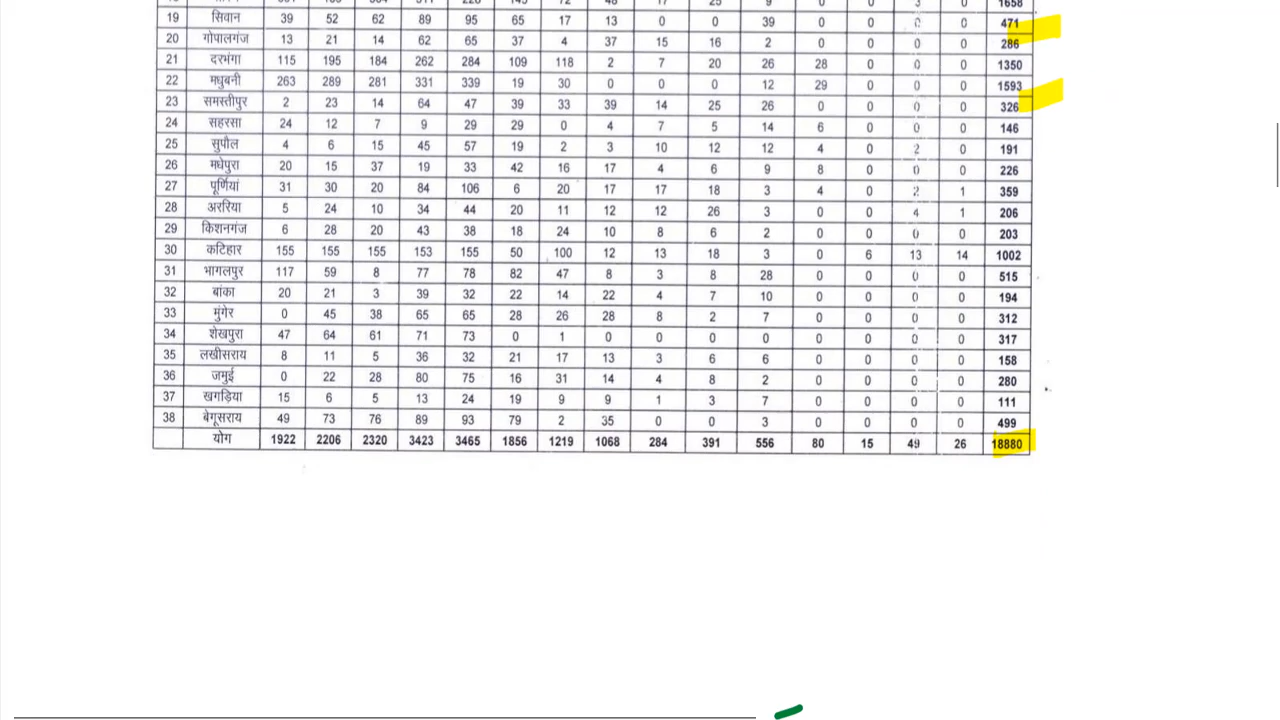 9 0 0 3 0 1658
19 सिवान 39 52 62 89 95 65 17 13 0 0 39 0 0 0 471
20 गोपालगंज 13 21 14 62 65 37 4 37 15 16 2 0 0 0 0 286
21 दरभंगा 115 195 184 262 284 109 118 2 7 20 26 28 0 0 0 1350
22 मधुबनी 263 289 281 331 339 19 30 0 0 0 12 29 0 0 0 1593
23 समस्तीपुर 2 23 14 64 47 39 33 39 14 25 26 0 0 0 0 326
24 सहरसा 24 12 7 9 29 29 0 4 7 5 14 6 0 0 0 146
25 सुपौल 4 6 15 45 57 19 2 3 10 12 12 4 0 2 0 191
26 मधेपुरा 20 15 37 19 33 42 16 17 4 6 9 8 0 0 0 226
27 पूर्णियां 31 30 20 84 106 6 20 17 17 18 3 4 0 2 1 359
28 अररिया 5 24 10 34 44 20 11 12 12 26 3 0 0 4 1 206
29 किशनगंज 6 28 20 43 38 18 24 10 8 6 2 0 0 0 0 203
30 कटिहार 155 155 155 153 155 50 100 12 13 18 3 0 6 13 14 1002
31 भागलपुर 117 59 8 77 78 82 47 8 3 8 28 0 0 0 0 515
32 बांका 20 21 3 39 32 22 14 22 4 7 10 0 0 0 0 194
33 मुंगेर 0 45 38 65 65 28 26 28 8 2 7 0 0 0 0 312
34 शेखपुरा 47 64 61 71 73 0 1 0 0 0 0 0 0 0 0 317
35 लखीसराय 8 11 5 36 32 21 17 13 3 6 6 0 0 0 0 158
36 जमुई 0 22 28 80 75 16 31 14 4 8 2 0 0 0 0 280
37 खगड़िया 15 6 5 13 24 19 9 9 1 3 7 0 0 0 0 111
38 बेगूसराय 49 73 76 89 93 79 2 35 0 0 3 0 0 0 0 499
योग 1922 2206 2320 3423 3465 1856 1219 1068 284 391 556 80 15 49 26 18880